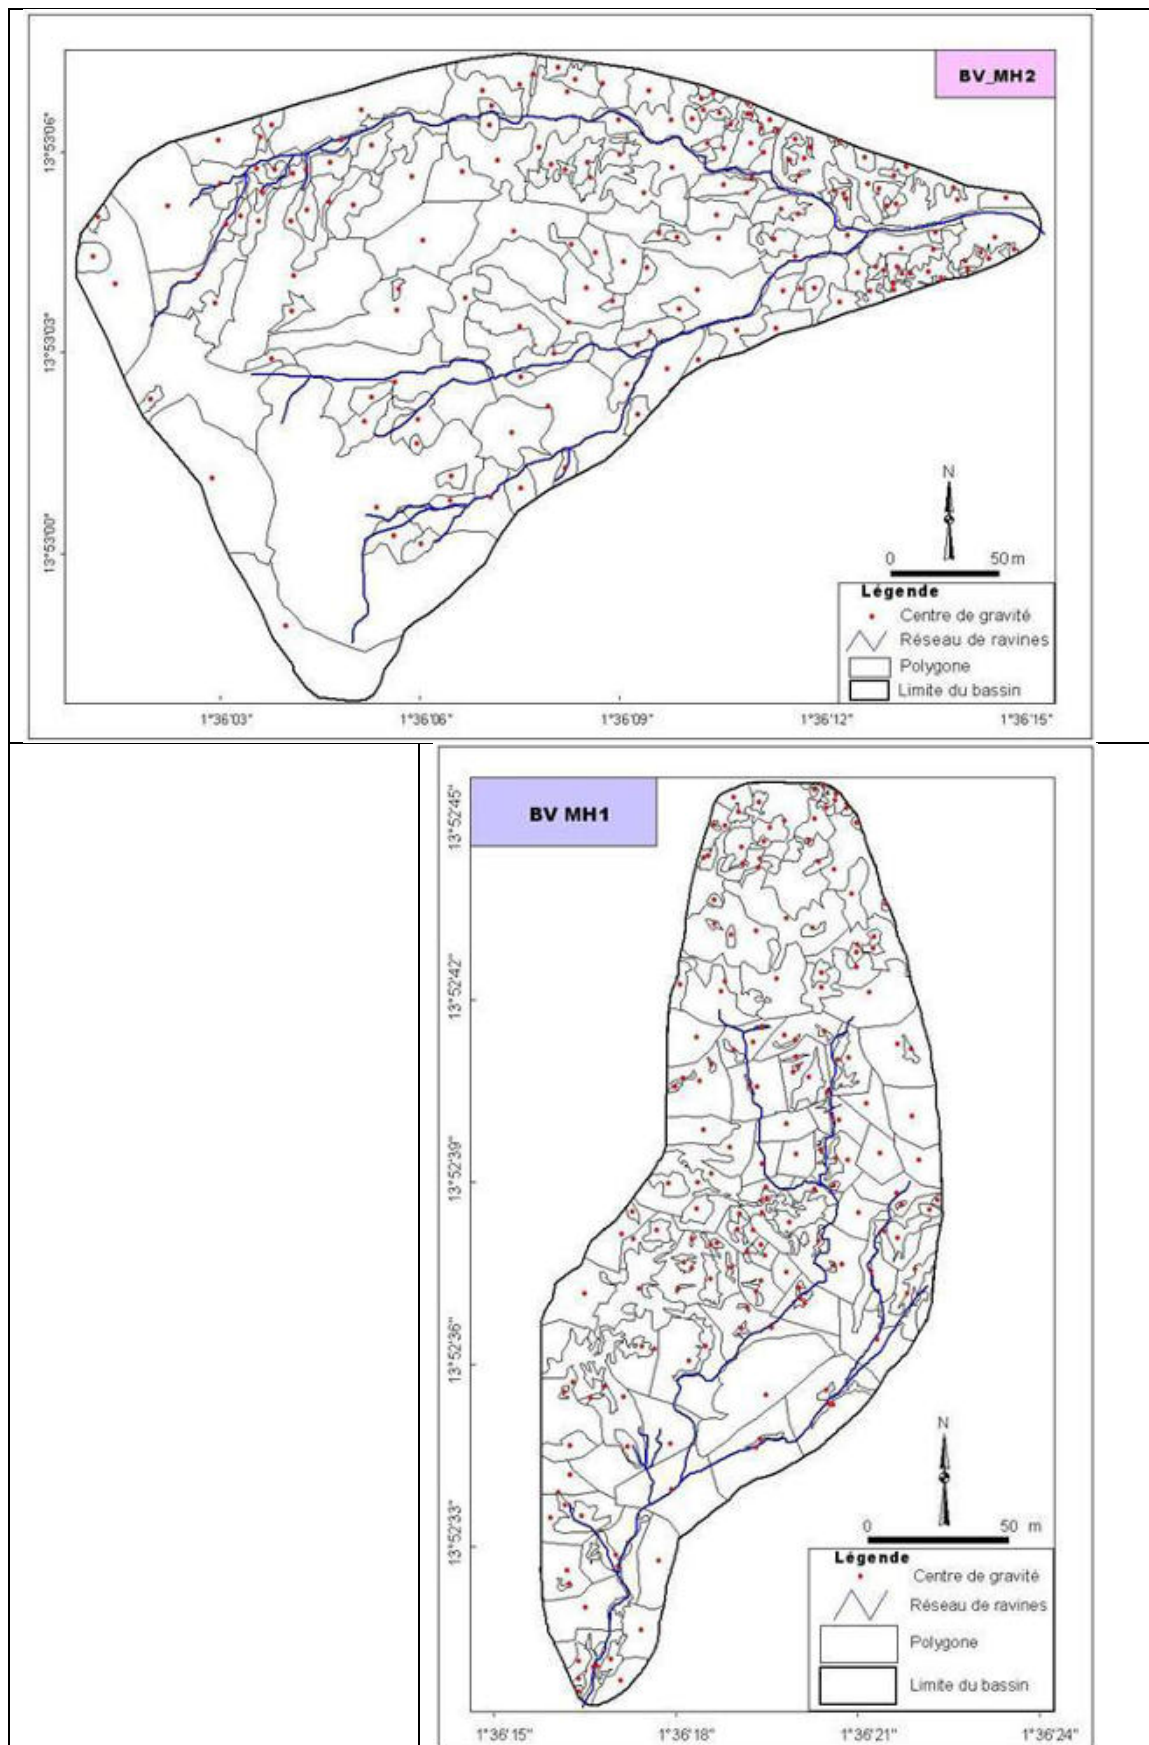 BV_MH2
13°53'06"
13°53'03"
13°53'00"
N
0 50 m
Légende
Centre de gravité
Réseau de ravines
Polygone
Limite du bassin
1°36'03" 1°36'06" 1°36'09" 1°36'12" 1°36'15"
BV MH1
13°52'45"
13°52'42"
13°52'39"
13°52'36"
13°52'33"
N
0 50 m
Légende
Centre de gravité
Réseau de ravines
Polygone
Limite du bassin
1°36'15" 1°36'18" 1°36'21" 1°36'24"